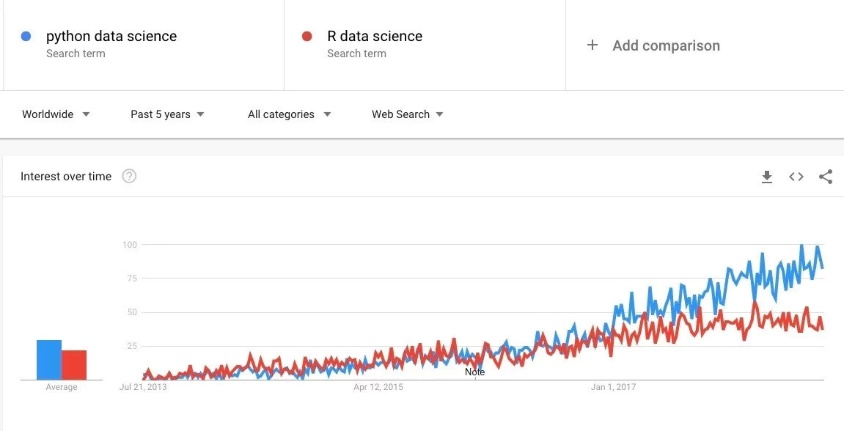 python data science
Search term
R data science
Search term
+ Add comparison
Worldwide
Past 5 years
All categories
Web Search
Interest over time ?
100
75
50
25
Average
Jul 21, 2013
Apr 12, 2015
Note
Jan 1, 2017